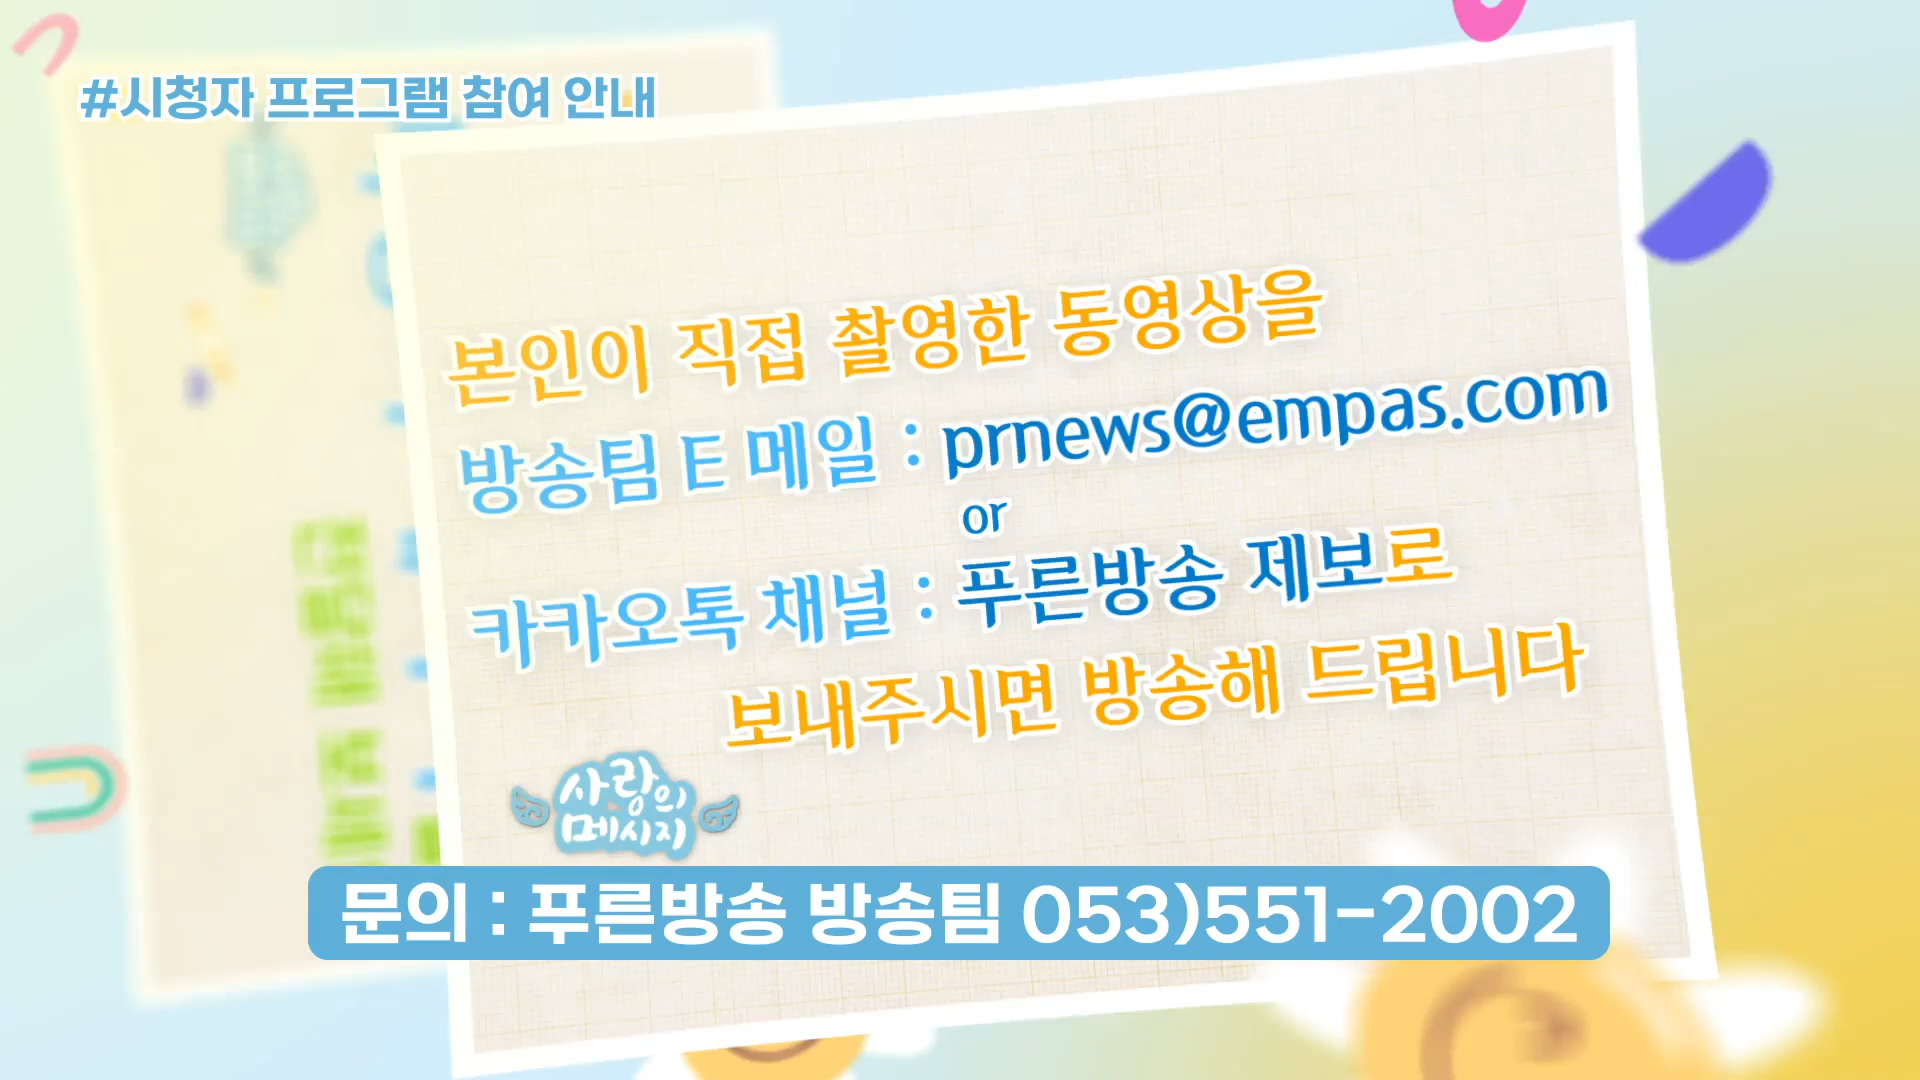 #시청자 프로그램 참여 안내
본인이 직접 촬영한 동영상을
방송팀 E 메일 : prnews@empas.com
or
카카오톡 채널 : 푸른방송 제보로
보내주시면 방송해 드립니다
사랑의
메시지
문의 : 푸른방송 방송팀 053)551-2002